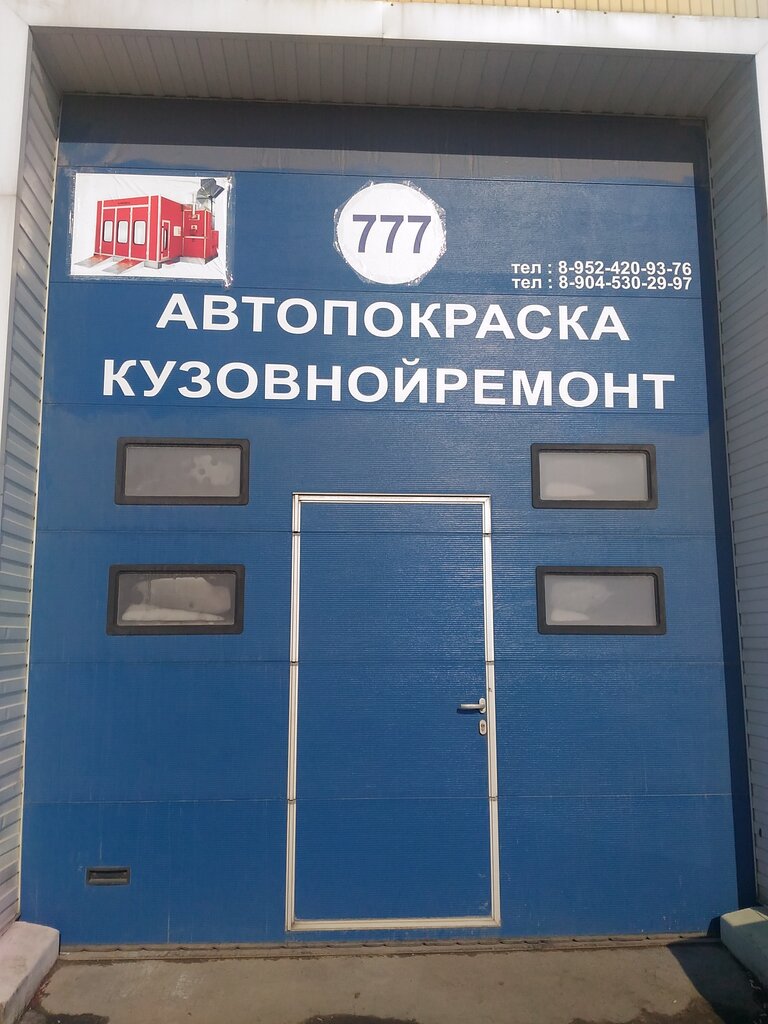 777
тел : 8-952-420-93-76
тел : 8-904-530-29-97
АВТОПОКРАСКА
КУЗОВНОЙРЕМОНТ